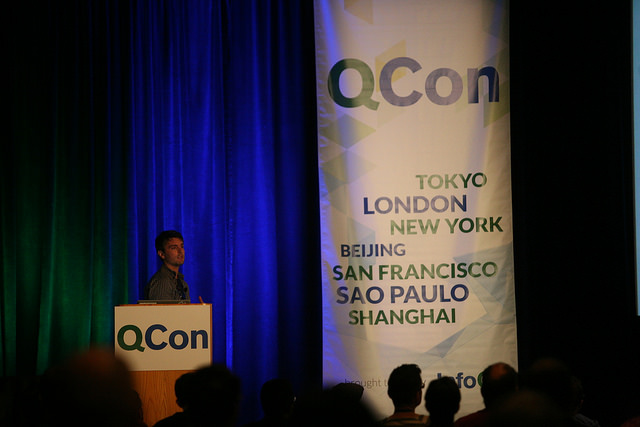 QCon
TOKYO
LONDON
NEW YORK
BEIJING
SAN FRANCISCO
SAO PAULO
SHANGHAI
QCon